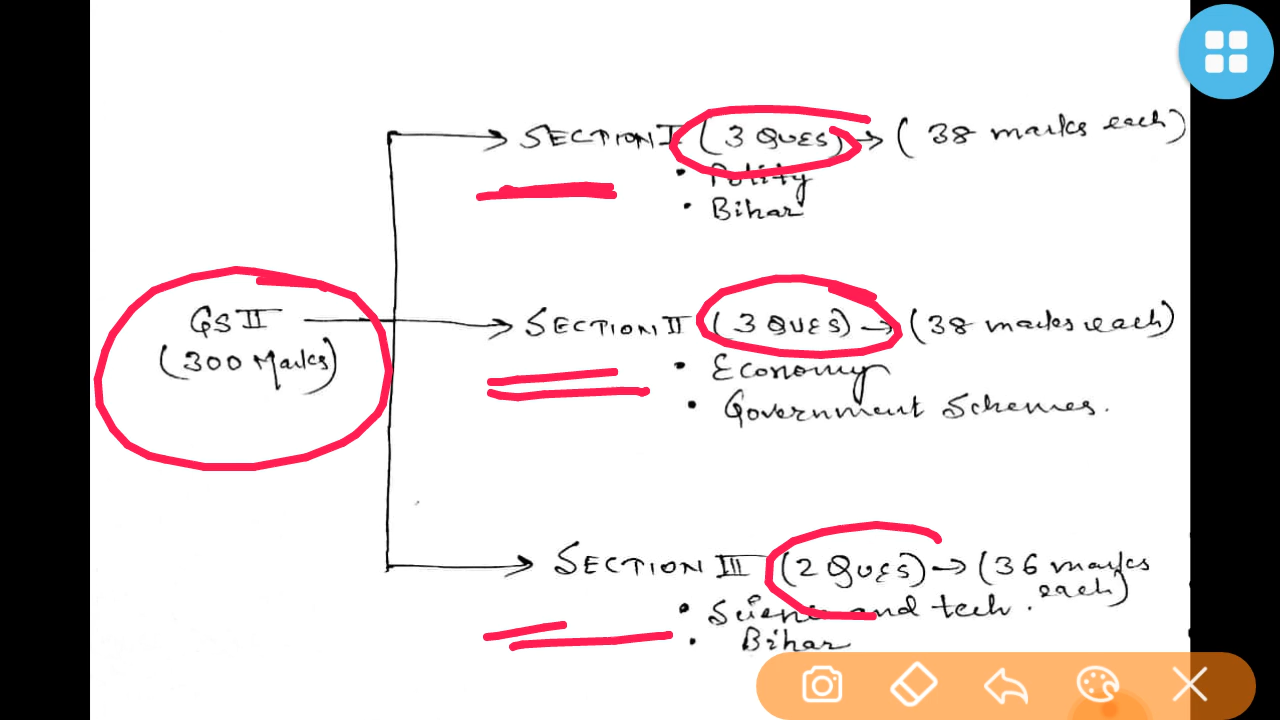 SECTION I (3 QUES) → (38 marks each)
• Polity
• Bihar
GS II
(300 Marks)
SECTION II (3 QUES) → (38 marks each)
• Economy
• Government Schemes.
SECTION III (2 QUES) → (36 marks each)
• Science and tech.
• Bihar